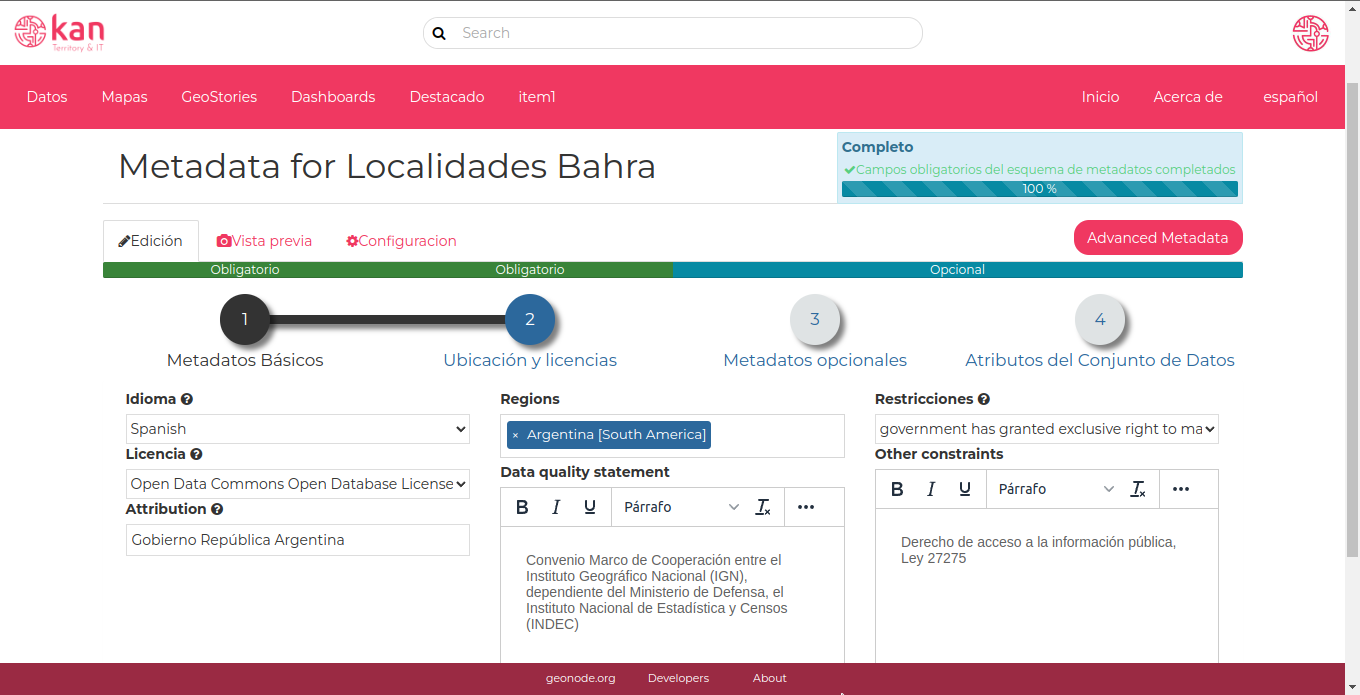 kan
Territory & IT
Search
Datos
Mapas
GeoStories
Dashboards
Destacado
item1
Inicio
Acerca de
español
Metadata for Localidades Bahra
Completo
Campos obligatorios del esquema de metadatos completados
100 %
Edición
Vista previa
Configuracion
Advanced Metadata
Obligatorio
Obligatorio
Opcional
1
2
3
4
Metadatos Básicos
Ubicación y licencias
Metadatos opcionales
Atributos del Conjunto de Datos
Idioma
Spanish
Licencia
Open Data Commons Open Database License
Attribution
Gobierno República Argentina
Regions
× Argentina [South America]
Data quality statement
B I U Párrafo
Convenio Marco de Cooperación entre el
Instituto Geográfico Nacional (IGN),
dependiente del Ministerio de Defensa, el
Instituto Nacional de Estadística y Censos
(INDEC)
Restricciones
government has granted exclusive right to ma
Other constraints
B I U Párrafo
Derecho de acceso a la información pública,
Ley 27275
geonode.org
Developers
About